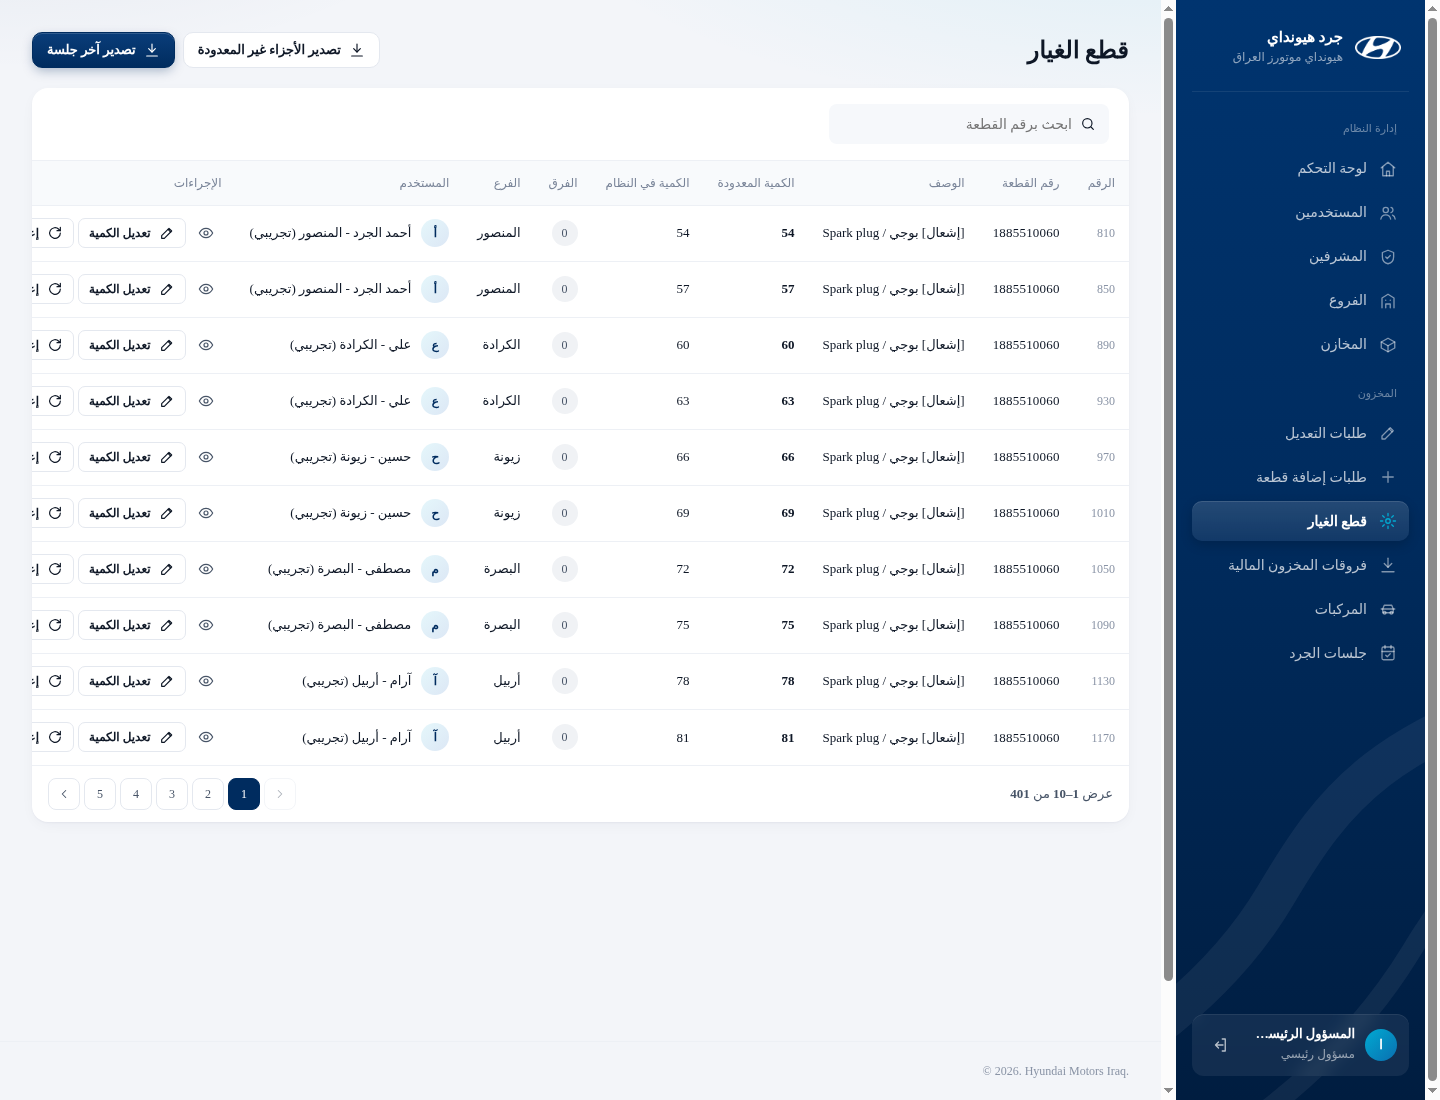 جرد هيونداي
هيونداي موتورز العراق
إدارة النظام
لوحة التحكم
المستخدمين
المشرفين
الفروع
المخازن
المخزون
طلبات التعديل
طلبات إضافة قطعة
قطع الغيار
فروقات المخزون المالية
المركبات
جلسات الجرد
ا
المسؤول الرئيسـ...
مسؤول رئيسي
قطع الغيار
تصدير الأجزاء غير المعدودة
تصدير آخر جلسة
ابحث برقم القطعة
الرقم رقم القطعة الوصف الكمية المعدودة الكمية في النظام الفرق الفرع المستخدم الإجراءات
810 1885510060 [إشعال] بوجي / Spark plug 54 54 0 المنصور أ أحمد الجرد - المنصور (تجريبي) تعديل الكمية
850 1885510060 [إشعال] بوجي / Spark plug 57 57 0 المنصور أ أحمد الجرد - المنصور (تجريبي) تعديل الكمية
890 1885510060 [إشعال] بوجي / Spark plug 60 60 0 الكرادة ع علي - الكرادة (تجريبي) تعديل الكمية
930 1885510060 [إشعال] بوجي / Spark plug 63 63 0 الكرادة ع علي - الكرادة (تجريبي) تعديل الكمية
970 1885510060 [إشعال] بوجي / Spark plug 66 66 0 زيونة ح حسين - زيونة (تجريبي) تعديل الكمية
1010 1885510060 [إشعال] بوجي / Spark plug 69 69 0 زيونة ح حسين - زيونة (تجريبي) تعديل الكمية
1050 1885510060 [إشعال] بوجي / Spark plug 72 72 0 البصرة م مصطفى - البصرة (تجريبي) تعديل الكمية
1090 1885510060 [إشعال] بوجي / Spark plug 75 75 0 البصرة م مصطفى - البصرة (تجريبي) تعديل الكمية
1130 1885510060 [إشعال] بوجي / Spark plug 78 78 0 أربيل آ آرام - أربيل (تجريبي) تعديل الكمية
1170 1885510060 [إشعال] بوجي / Spark plug 81 81 0 أربيل آ آرام - أربيل (تجريبي) تعديل الكمية
عرض 1–10 من 401
1 2 3 4 5
© 2026. Hyundai Motors Iraq.